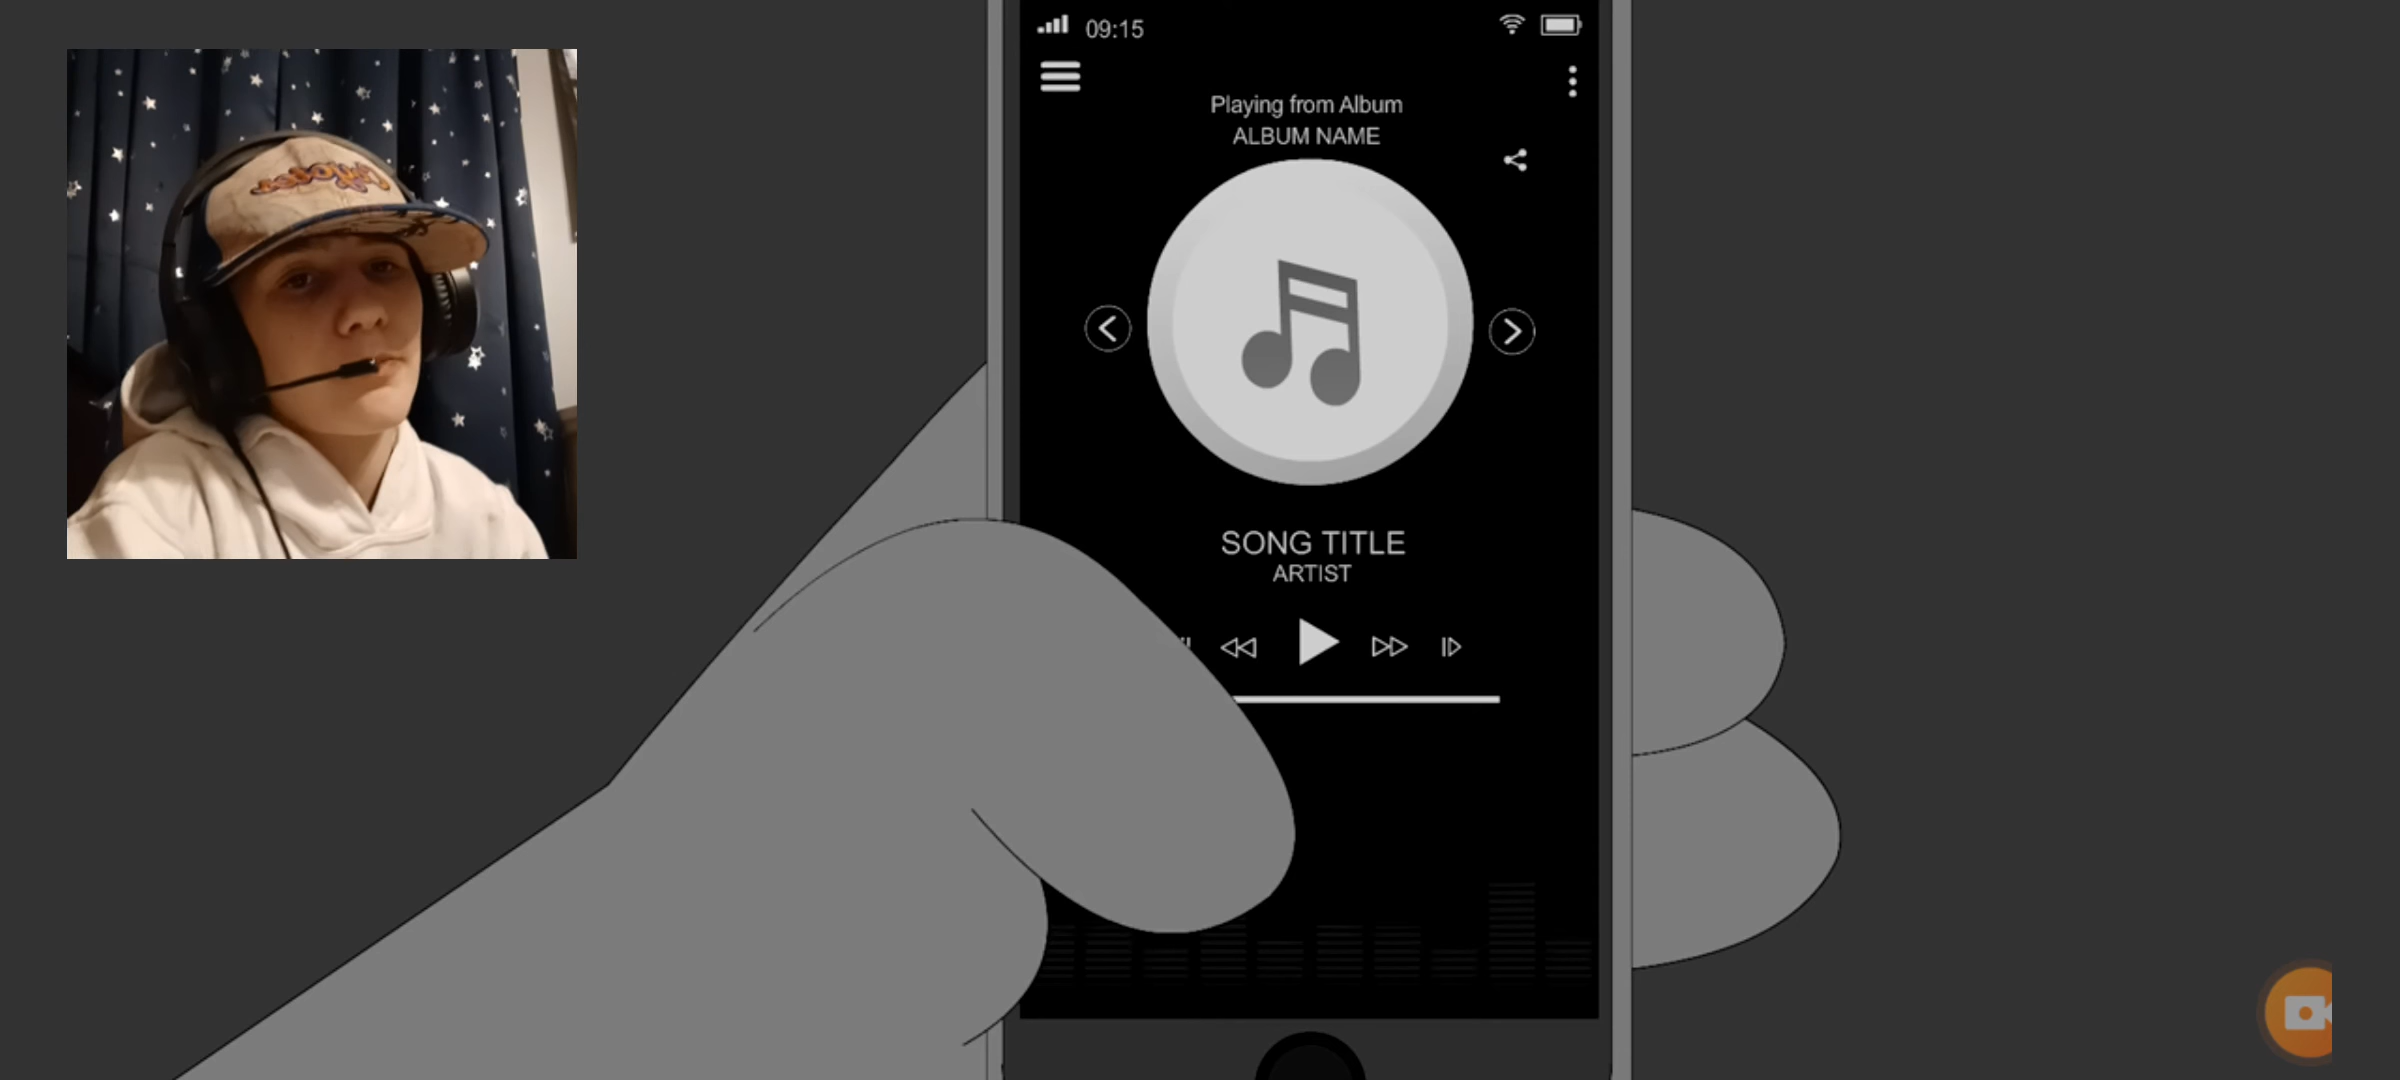 09:15
Playing from Album
ALBUM NAME
SONG TITLE
ARTIST